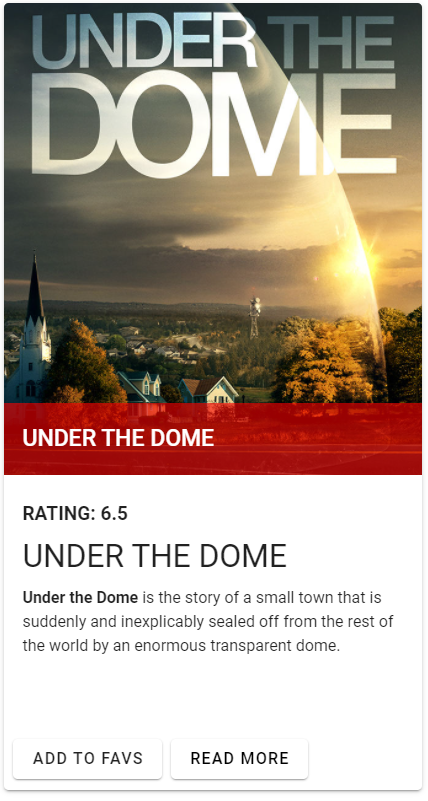 UNDER THE
DOME
UNDER THE DOME
RATING: 6.5
UNDER THE DOME
Under the Dome is the story of a small town that is
suddenly and inexplicably sealed off from the rest of
the world by an enormous transparent dome.
ADD TO FAVS READ MORE